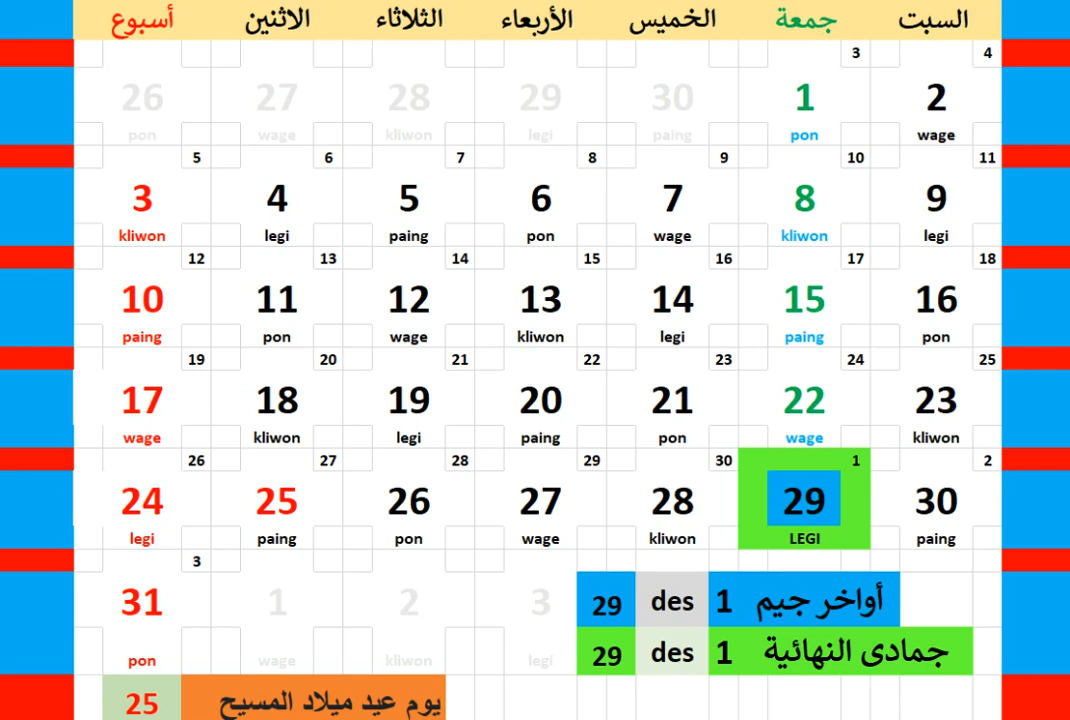 أسبوع الاثنين الثلاثاء الأربعاء الخميس جمعة السبت
3 4
26 27 28 29 30 1 2
pon wage kliwon legi paing pon wage
5 6 7 8 9 10 11
3 4 5 6 7 8 9
kliwon legi paing pon wage kliwon legi
12 13 14 15 16 17 18
10 11 12 13 14 15 16
paing pon wage kliwon legi paing pon
19 20 21 22 23 24 25
17 18 19 20 21 22 23
wage kliwon legi paing pon wage kliwon
26 27 28 29 30 1 2
24 25 26 27 28 29 30
legi paing pon wage kliwon LEGI paing
3
31 1 2 3 29 des 1 أواخر جيم
pon wage kliwon legi 29 des 1 جمادى النهائية
25 يوم عيد ميلاد المسيح